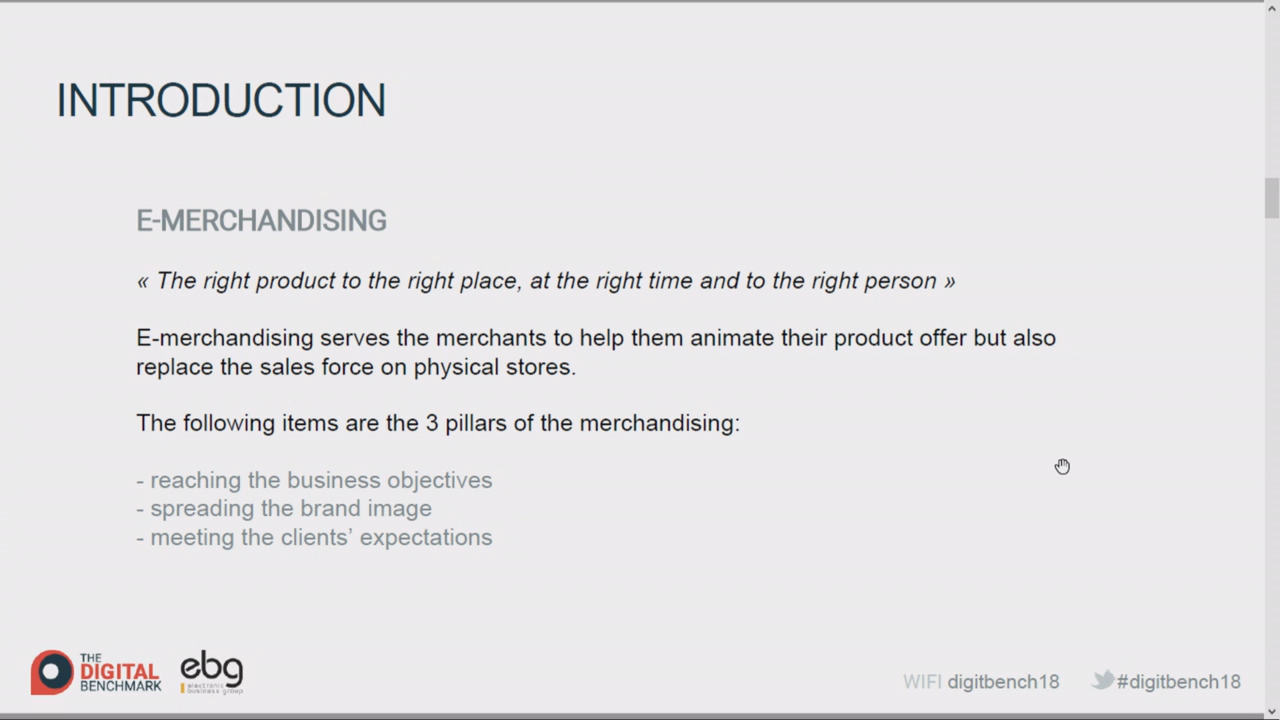 INTRODUCTION
E-MERCHANDISING
« The right product to the right place, at the right time and to the right person »
E-merchandising serves the merchants to help them animate their product offer but also
replace the sales force on physical stores.
The following items are the 3 pillars of the merchandising:
- reaching the business objectives
- spreading the brand image
- meeting the clients’ expectations
THE
DIGITAL
BENCHMARK
ebg
electronic
business group
WIFI digitbench18
#digitbench18